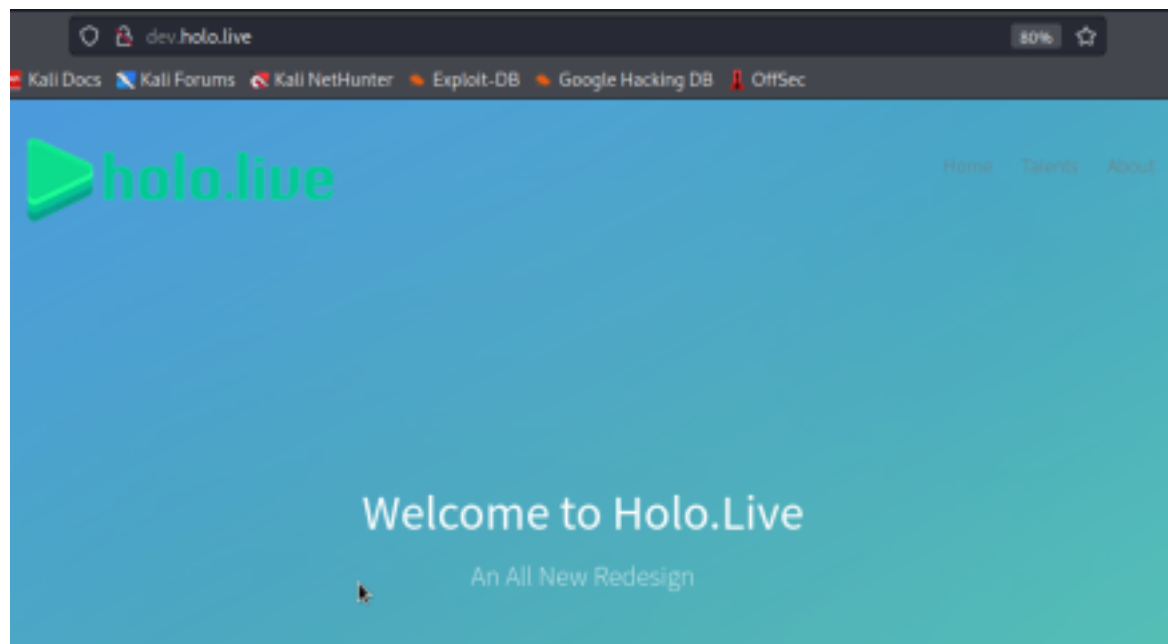 dev.holo.live
80%
Kali Docs Kali Forums Kali NetHunter Exploit-DB Google Hacking DB OffSec
holo.live
Home Talents About
Welcome to Holo.Live
An All New Redesign